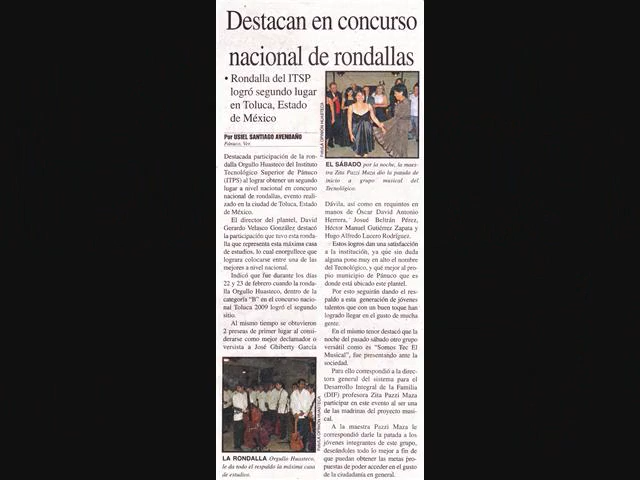 Destacan en concurso
nacional de rondallas
• Rondalla del ITSP
logró segundo lugar
en Toluca, Estado
de México
Por USIEL SANTIAGO AVENDAÑO
Pánuco, Ver.
Destacada participación de la ron-
dalla Orgullo Huasteco del Instituto
Tecnológico Superior de Pánuco
(ITPS) al lograr obtener un segundo
lugar a nivel nacional en concurso
nacional de rondallas, evento realiza-
do en la ciudad de Toluca, Estado
de México.
El director del plantel, David
Gerardo Velasco González destacó
la participación que tuvo esta ronda-
lla que representa esta máxima casa
de estudios, lo cual enorgullece que
lograra colocarse entre una de las
mejores a nivel nacional.
Indicó que fue durante los días
22 y 23 de febrero cuando la ron-
dalla Orgullo Huasteco, dentro de la
categoría "B" en el concurso nacio-
nal Toluca 2009 logró el segundo
sitio.
Al mismo tiempo se obtuvieron
2 preseas de primer lugar al consi-
derarse como mejor declamador o
versista a José Ghiberty García
FAVILA OPINION HUASTECA
LA RONDALLA Orgullo Huasteco,
le da todo el respaldo la máxima casa
de estudios.
FAVILA OPINION HUASTECA
EL SÁBADO por la noche, la maes-
tra Zita Pazzi Maza dio la patada de
inicio a grupo musical del
Tecnológico.
Dávila, así como en requintos en
manos de Óscar David Antonio
Herrera, Josué Beltrán Pérez,
Héctor Manuel Gutiérrez Zapata y
Hugo Alfredo Lucero Rodríguez.
Estos logros dan una satisfacción
a la institución, ya que sin duda
alguna pone muy en alto el nombre
del Tecnológico, y qué mejor al pro-
pio municipio de Pánuco que es
donde está ubicado este plantel.
Por esto seguirán dando el res-
paldo a esta generación de jóvenes
talentos que con un buen toque han
logrado llegar en el gusto de mucha
gente.
En el mismo tenor destacó que la
noche del pasado sábado otro grupo
versátil como es "Somos Tec El
Musical", fue presentando ante la
sociedad.
Para ello correspondió a la direc-
tora general del sistema para el
Desarrollo Integral de la Familia
(DIF) profesora Zita Pazzi Maza
participar en este evento al ser una
de las madrinas del proyecto musi-
cal.
A la maestra Pazzi Maza le
correspondió darle la patada a los
jóvenes integrantes de este grupo,
deseándoles todo lo mejor a fin de
que puedan obtener las metas pro-
puestas de poder acceder en el gusto
de la ciudadanía en general.